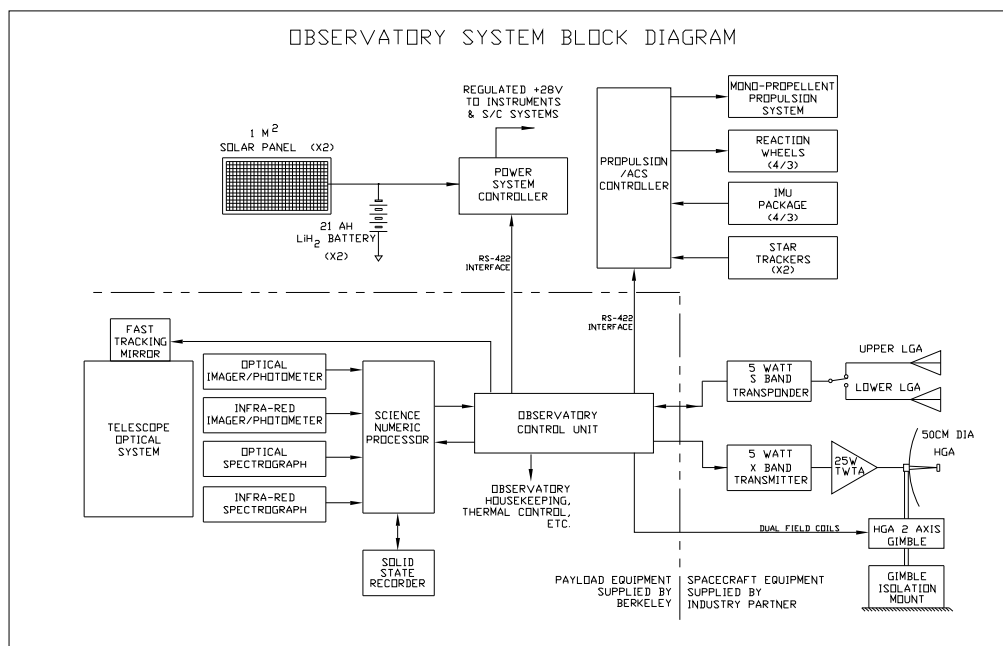 OBSERVATORY SYSTEM BLOCK DIAGRAM
REGULATED +28V
TO INSTRUMENTS
& S/C SYSTEMS
1 M2
SOLAR PANEL (X2)
POWER
SYSTEM
CONTROLLER
21 AH
LiH2 BATTERY
(X2)
RS-422
INTERFACE
PROPULSION
/ACS
CONTROLLER
MONO-PROPELLENT
PROPULSION
SYSTEM
REACTION
WHEELS
(4/3)
IMU
PACKAGE
(4/3)
STAR
TRACKERS
(X2)
RS-422
INTERFACE
FAST
TRACKING
MIRROR
TELESCOPE
OPTICAL
SYSTEM
OPTICAL
IMAGER/PHOTOMETER
INFRA-RED
IMAGER/PHOTOMETER
OPTICAL
SPECTROGRAPH
INFRA-RED
SPECTROGRAPH
SCIENCE
NUMERIC
PROCESSOR
SOLID
STATE
RECORDER
OBSERVATORY
CONTROL UNIT
OBSERVATORY
HOUSEKEEPING,
THERMAL CONTROL,
ETC.
5 WATT
S BAND
TRANSPONDER
UPPER LGA
LOWER LGA
5 WATT
X BAND
TRANSMITTER
25W
TWTA
50CM DIA
HGA
DUAL FIELD COILS
HGA 2 AXIS
GIMBLE
GIMBLE
ISOLATION
MOUNT
PAYLOAD EQUIPMENT
SUPPLIED BY
BERKELEY
SPACECRAFT EQUIPMENT
SUPPLIED BY
INDUSTRY PARTNER